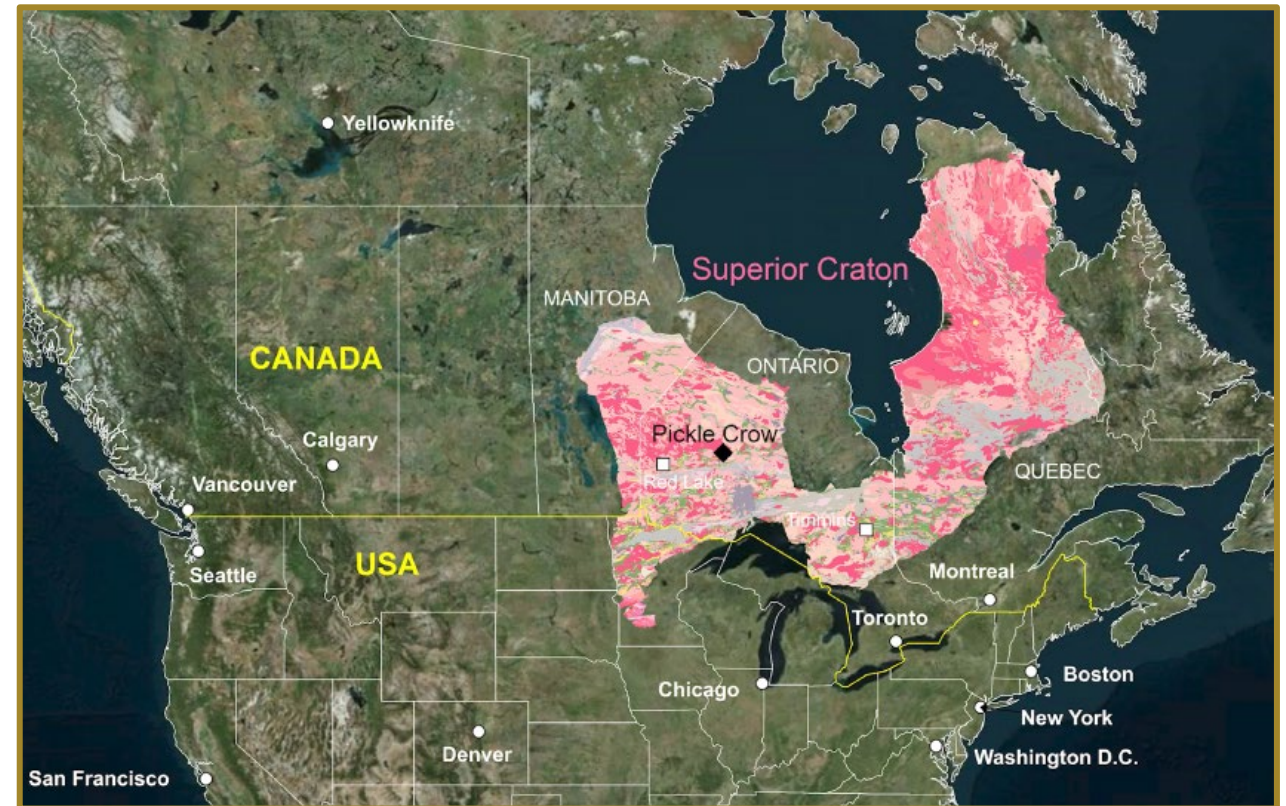 Yellowknife
Superior Craton
MANITOBA
CANADA
ONTARIO
Calgary
Pickle Crow
Red Lake
QUEBEC
Vancouver
Timmins
USA
Seattle
Montreal
Toronto
Chicago
Boston
New York
Denver
Washington D.C.
San Francisco